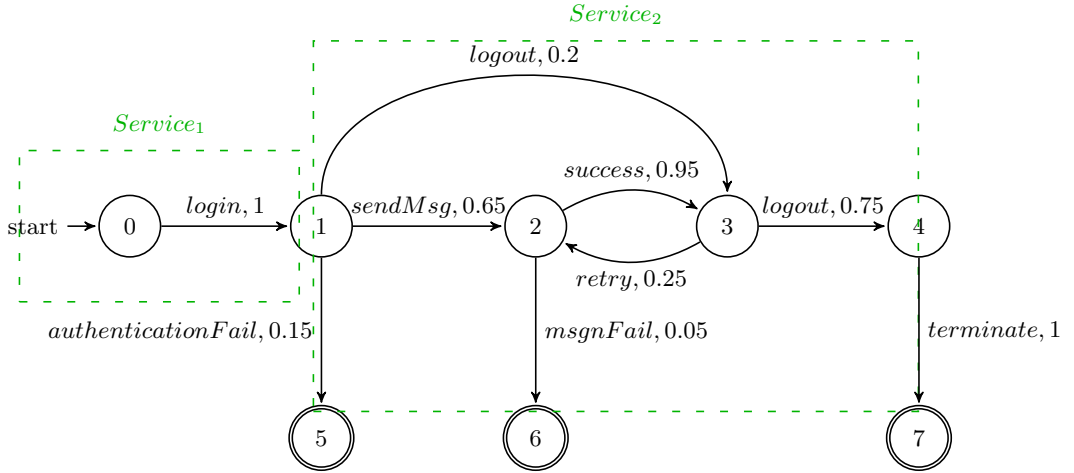 Service2
logout, 0.2
Service1
success, 0.95
login, 1
sendMsg, 0.65
logout, 0.75
start
0
1
2
3
4
retry, 0.25
authenticationFail, 0.15
msgnFail, 0.05
terminate, 1
5
6
7